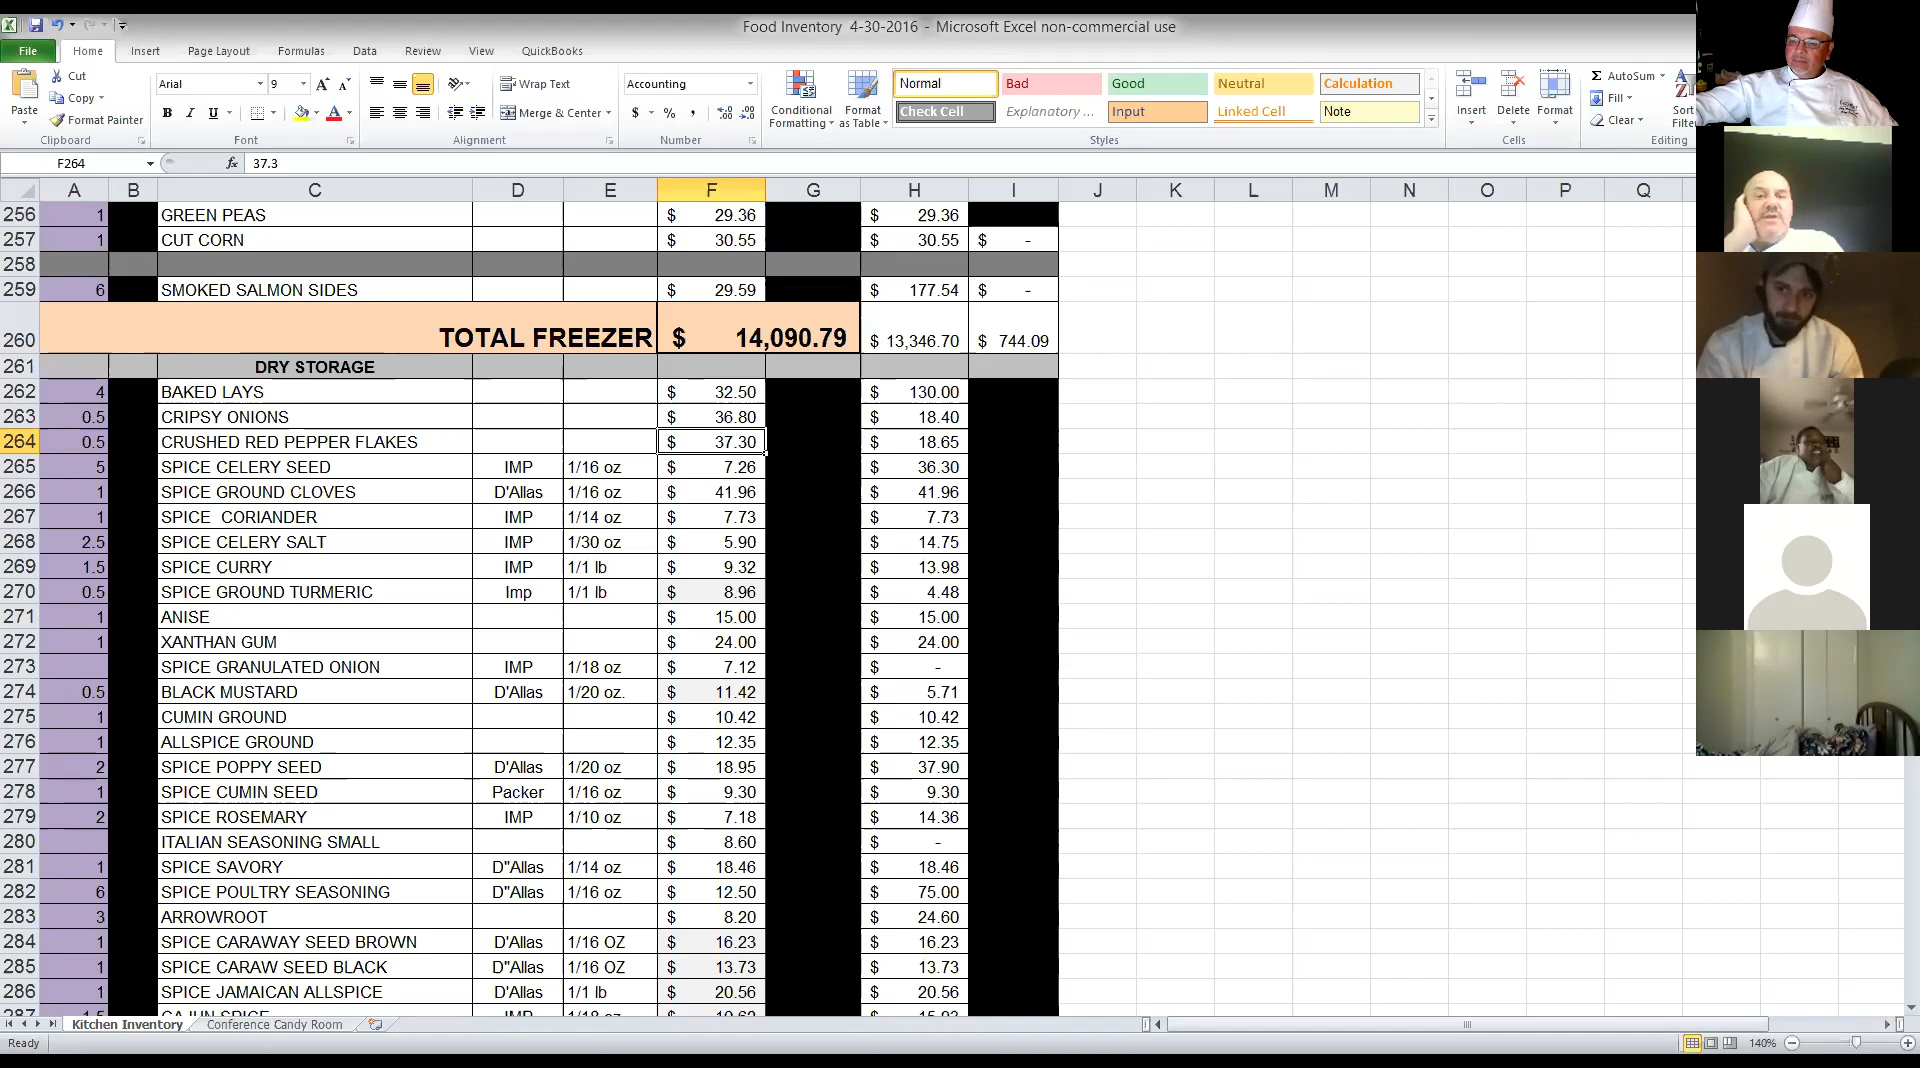 Food Inventory 4-30-2016 - Microsoft Excel non-commercial use
File Home Insert Page Layout Formulas Data Review View QuickBooks
Paste Cut Copy Format Painter Clipboard
Arial 9 B I U Font
Wrap Text Merge & Center Alignment
Accounting $ % , Number
Conditional Formatting Format as Table
Normal Bad Good Neutral Calculation
Check Cell Explanatory ... Input Linked Cell Note
Styles
Insert Delete Format Cells
AutoSum Fill Clear Sort Filter Editing
F264 fx 37.3
A B C D E F G H I J K L M N O P Q
256 1 GREEN PEAS $ 29.36 $ 29.36
257 1 CUT CORN $ 30.55 $ 30.55 $ -
258
259 6 SMOKED SALMON SIDES $ 29.59 $ 177.54 $ -
260 TOTAL FREEZER $ 14,090.79 $ 13,346.70 $ 744.09
261 DRY STORAGE
262 4 BAKED LAYS $ 32.50 $ 130.00
263 0.5 CRIPSY ONIONS $ 36.80 $ 18.40
264 0.5 CRUSHED RED PEPPER FLAKES $ 37.30 $ 18.65
265 5 SPICE CELERY SEED IMP 1/16 oz $ 7.26 $ 36.30
266 1 SPICE GROUND CLOVES D'Allas 1/16 oz $ 41.96 $ 41.96
267 1 SPICE CORIANDER IMP 1/14 oz $ 7.73 $ 7.73
268 2.5 SPICE CELERY SALT IMP 1/30 oz $ 5.90 $ 14.75
269 1.5 SPICE CURRY IMP 1/1 lb $ 9.32 $ 13.98
270 0.5 SPICE GROUND TURMERIC Imp 1/1 lb $ 8.96 $ 4.48
271 1 ANISE $ 15.00 $ 15.00
272 1 XANTHAN GUM $ 24.00 $ 24.00
273 SPICE GRANULATED ONION IMP 1/18 oz $ 7.12 $ -
274 0.5 BLACK MUSTARD D'Allas 1/20 oz. $ 11.42 $ 5.71
275 1 CUMIN GROUND $ 10.42 $ 10.42
276 1 ALLSPICE GROUND $ 12.35 $ 12.35
277 2 SPICE POPPY SEED D'Allas 1/20 oz $ 18.95 $ 37.90
278 1 SPICE CUMIN SEED Packer 1/16 oz $ 9.30 $ 9.30
279 2 SPICE ROSEMARY IMP 1/10 oz $ 7.18 $ 14.36
280 ITALIAN SEASONING SMALL $ 8.60 $ -
281 1 SPICE SAVORY D"Allas 1/14 oz $ 18.46 $ 18.46
282 6 SPICE POULTRY SEASONING D"Allas 1/16 oz $ 12.50 $ 75.00
283 3 ARROWROOT $ 8.20 $ 24.60
284 1 SPICE CARAWAY SEED BROWN D'Allas 1/16 OZ $ 16.23 $ 16.23
285 1 SPICE CARAW SEED BLACK D"Allas 1/16 OZ $ 13.73 $ 13.73
286 1 SPICE JAMAICAN ALLSPICE D'Allas 1/1 lb $ 20.56 $ 20.56
Kitchen Inventory Conference Candy Room
Ready 140%